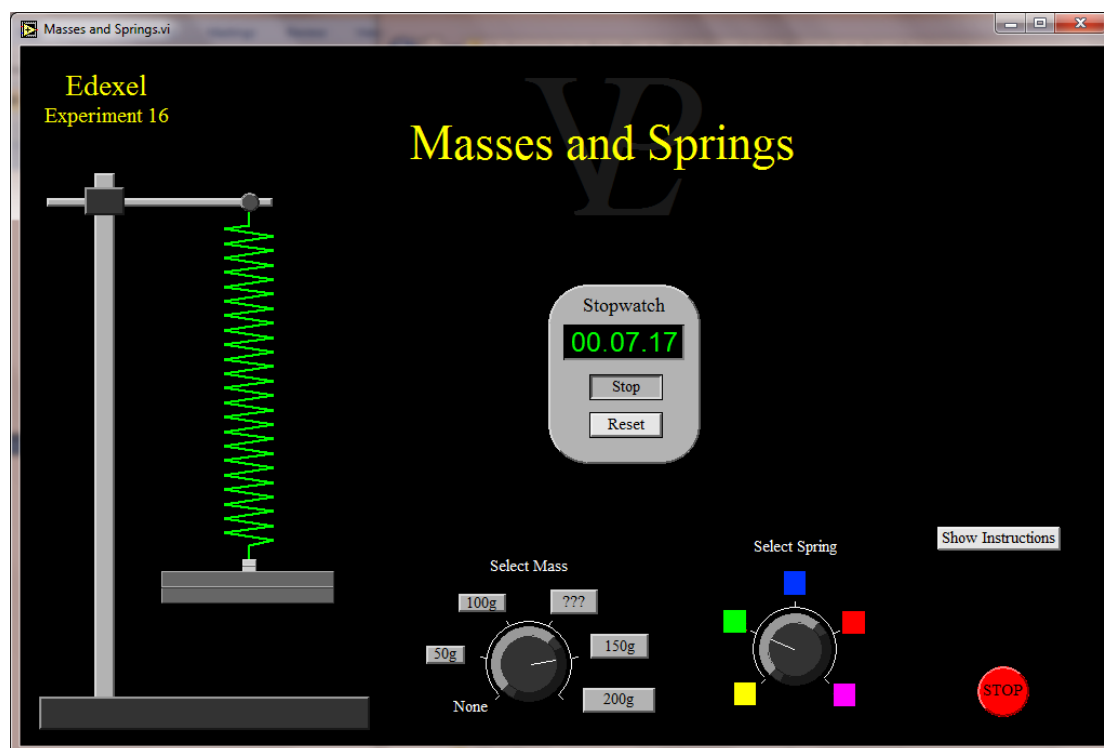 Masses and Springs.vi
Edexel
Experiment 16
VPL
Masses and Springs
Stopwatch
00.07.17
Stop
Reset
Show Instructions
Select Spring
Select Mass
100g
???
50g
150g
None
200g
STOP